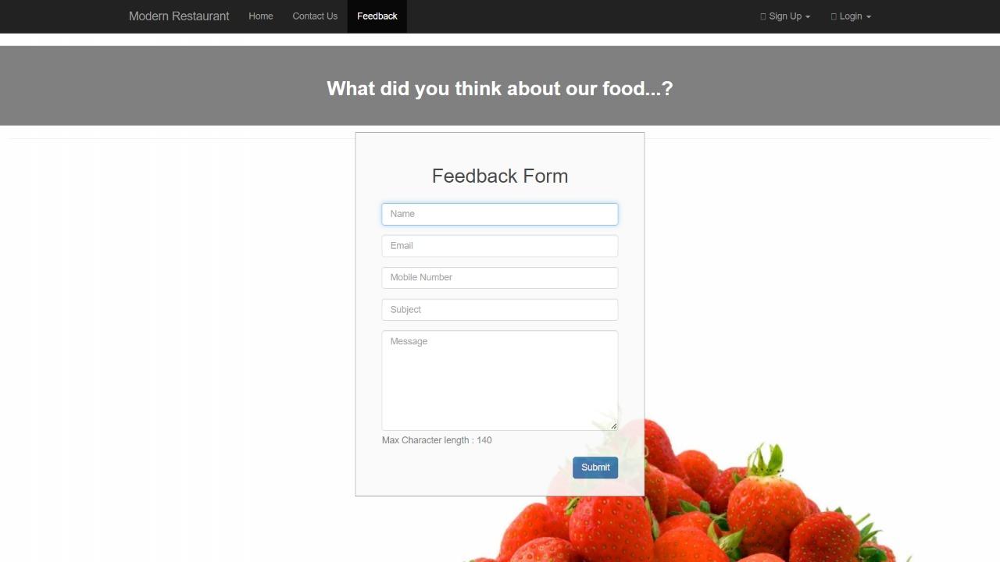 Modern Restaurant Home Contact Us Feedback Sign Up Login
What did you think about our food...?
Feedback Form
Name
Email
Mobile Number
Subject
Message
Max Character length : 140
Submit